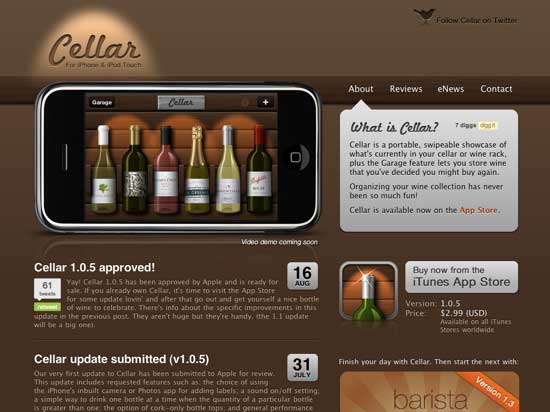 Follow Cellar on Twitter
Cellar
For iPhone & iPod Touch
About Reviews eNews Contact
Garage Cellar +
What is Cellar? 7 diggs digg it
Cellar is a portable, swipeable showcase of
what's currently in your cellar or wine rack,
plus the Garage feature lets you store wine
that you've decided you might buy again.
Organizing your wine collection has never
been so much fun!
Cellar is available now on the App Store.
Video demo coming soon
Cellar 1.0.5 approved!
16
AUG
61
tweets
retweet
Yay! Cellar 1.0.5 has been approved by Apple and is ready for
sale. If you already own Cellar, it's time to visit the App Store
for some update lovin' and after that go out and get yourself a nice bottle
of wine to celebrate. There's info about the specific improvements in this
update in the previous post. They aren't huge but they're handy, (the 1.1 update
will be a big one).
Buy now from the
iTunes App Store
Version: 1.0.5
Price: $2.99 (USD)
Available on all iTunes
Stores worldwide.
Cellar update submitted (v1.0.5)
31
JULY
Our very first update to Cellar has been submitted to Apple for review.
This update includes requested features such as: the choice of using
the iPhone's inbuilt camera or Photos app for adding labels; a sound on/off setting;
a simple way to drink one bottle at a time when the quantity of a particular bottle
is greater than one; the option of cork-only bottle tops; and general performance
Finish your day with Cellar. Then start the next with:
barista
Version 1.3